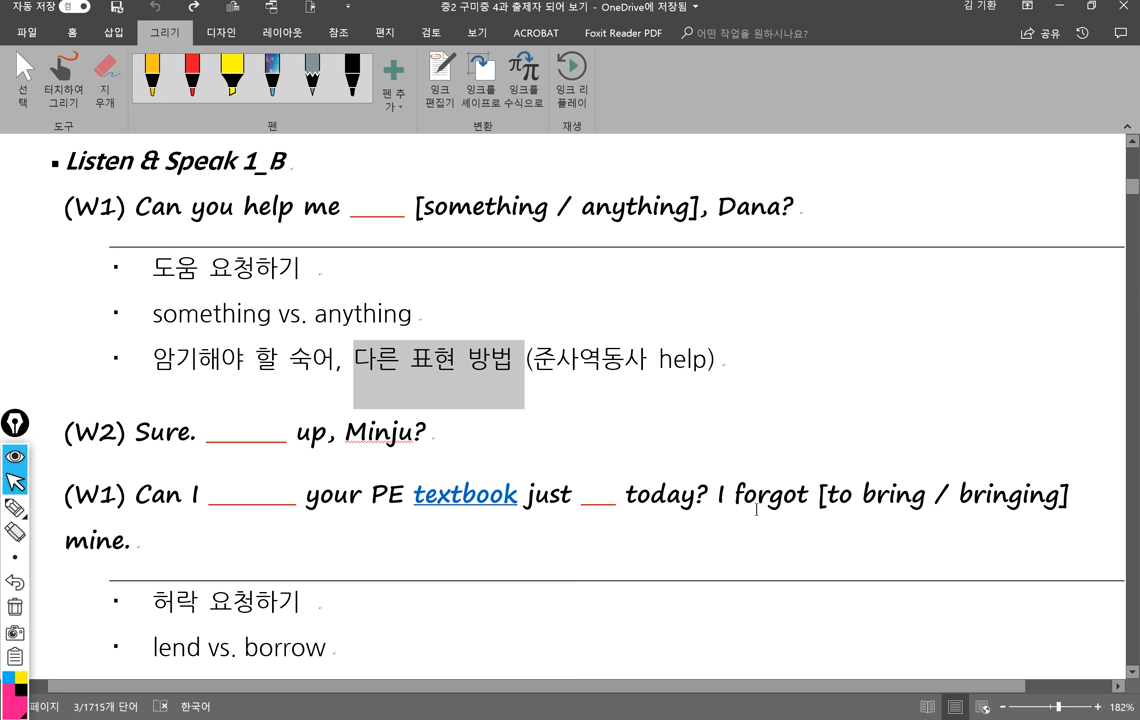 자동 저장 켬 중2 구미중 4과 출제자 되어 보기 - OneDrive에 저장됨 김 기환
파일 홈 삽입 그리기 디자인 레이아웃 참조 편지 검토 보기 ACROBAT Foxit Reader PDF 어떤 작업을 원하시나요? 공유
선택 터치하여 그리기 지우개 펜 추가 잉크 편집기 잉크를 셰이프로 잉크를 수식으로 잉크 리플레이
도구 펜 변환 재생
▪ Listen & Speak 1_B
(W1) Can you help me ____ [something / anything], Dana?
· 도움 요청하기
· something vs. anything
· 암기해야 할 숙어, 다른 표현 방법 (준사역동사 help)
(W2) Sure. ______ up, Minju?
(W1) Can I ______ your PE textbook just ___ today? I forgot [to bring / bringing]
mine.
· 허락 요청하기
· lend vs. borrow
페이지 3/1715개 단어 한국어 182%